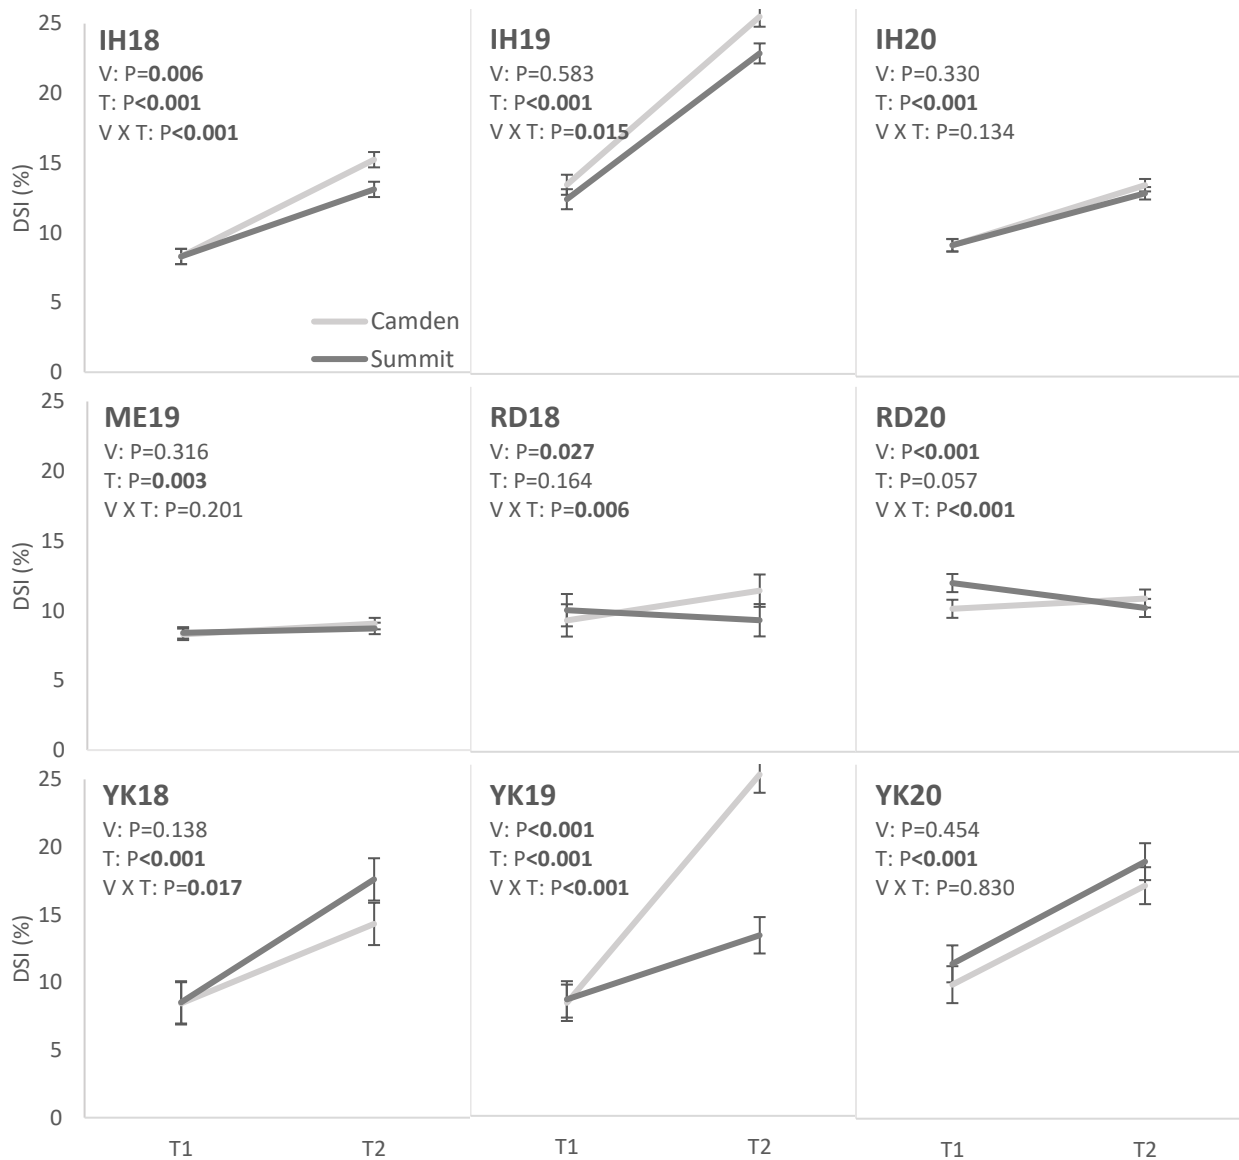 25
20
15
10
5
0
DSI (%)
IH18
V: P=0.006
T: P<0.001
V X T: P<0.001
Camden
Summit
IH19
V: P=0.583
T: P<0.001
V X T: P=0.015
IH20
V: P=0.330
T: P<0.001
V X T: P=0.134
25
20
15
10
5
0
DSI (%)
ME19
V: P=0.316
T: P=0.003
V X T: P=0.201
RD18
V: P=0.027
T: P=0.164
V X T: P=0.006
RD20
V: P<0.001
T: P=0.057
V X T: P<0.001
25
20
15
10
5
0
DSI (%)
YK18
V: P=0.138
T: P<0.001
V X T: P=0.017
YK19
V: P<0.001
T: P<0.001
V X T: P<0.001
YK20
V: P=0.454
T: P<0.001
V X T: P=0.830
T1 T2 T1 T2 T1 T2